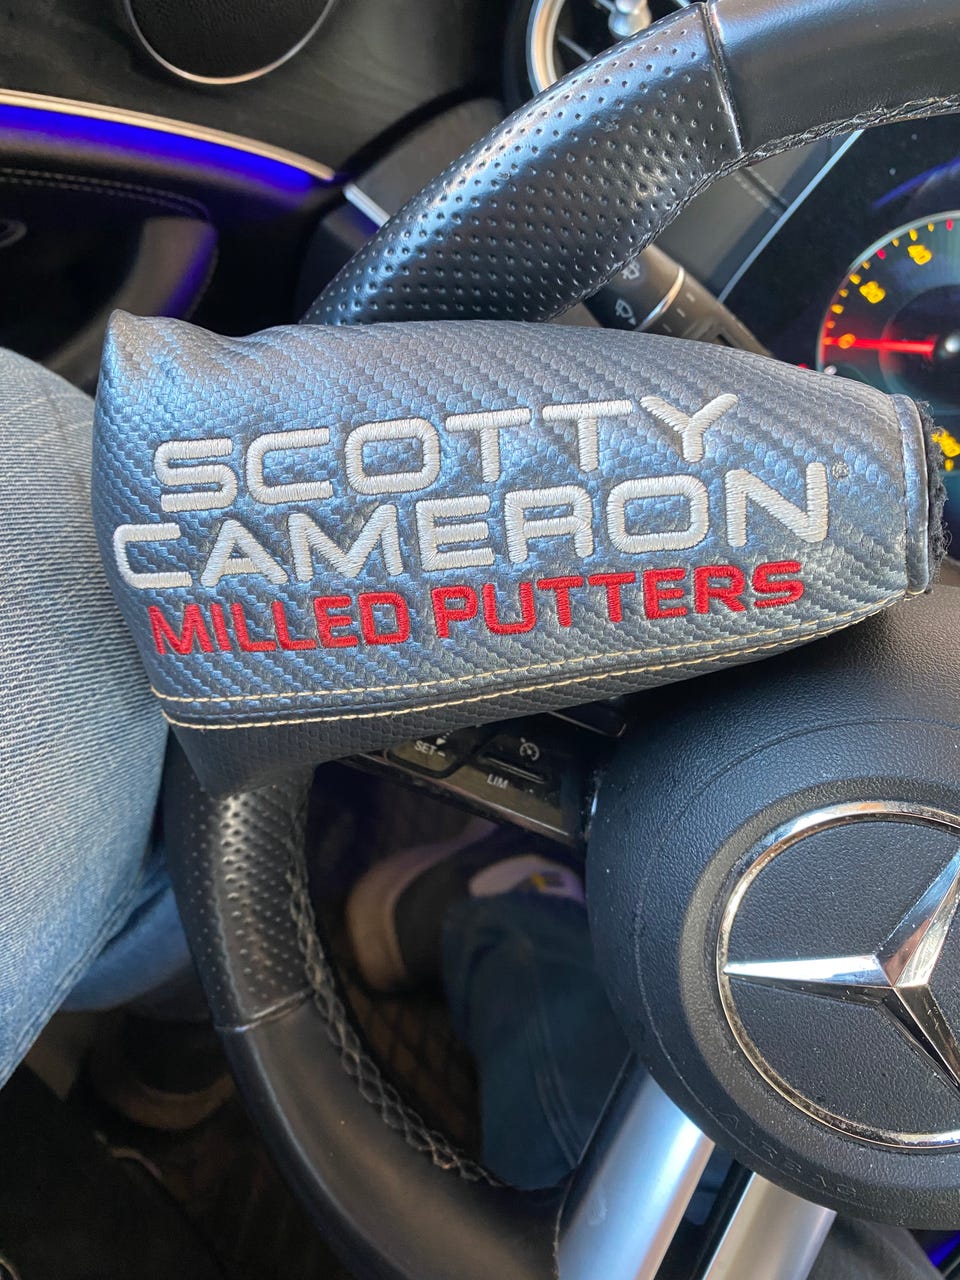 SCOTTY
CAMERON®
MILLED PUTTERS
SET-
LIM